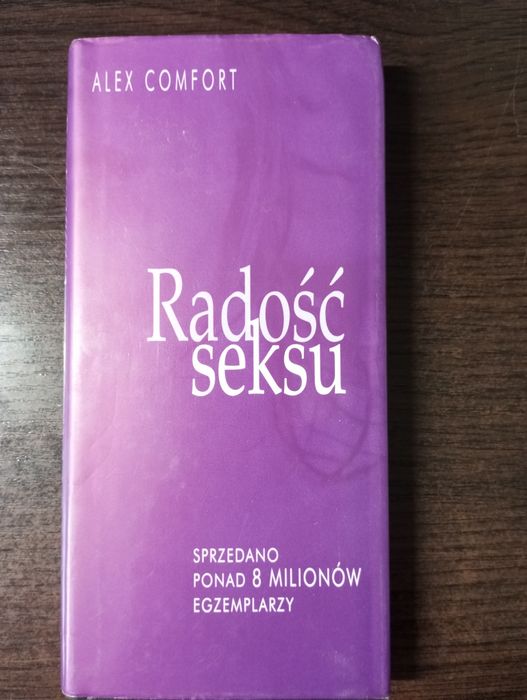 ALEX COMFORT
Radość
seksu
SPRZEDANO
PONAD 8 MILIONÓW
EGZEMPLARZY